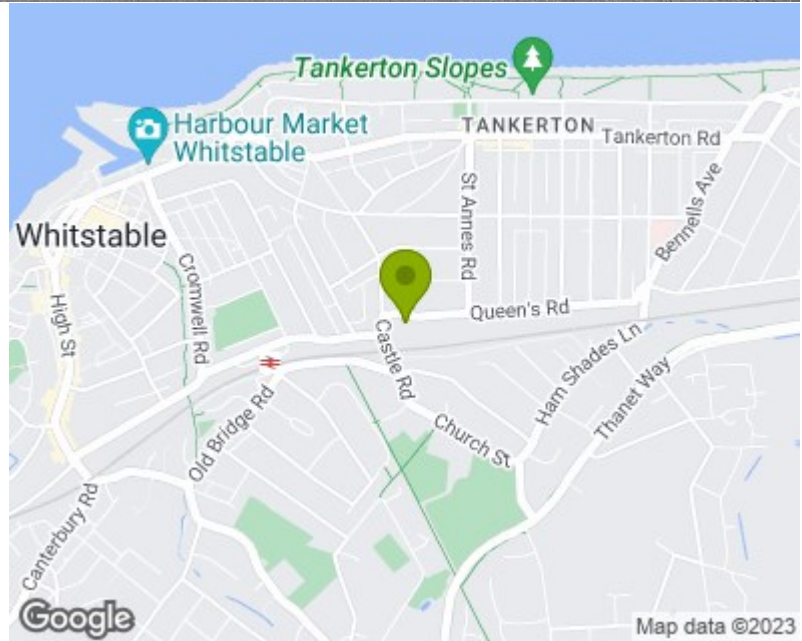 Tankerton Slopes
Harbour Market
Whitstable
TANKERTON
Tankerton Rd
St Annes Rd
Bennells Ave
Whitstable
Cromwell Rd
High St
Queen's Rd
Castle Rd
Ham Shades Ln
Thanet Way
Old Bridge Rd
Church St
Canterbury Rd
Google
Map data ©2023